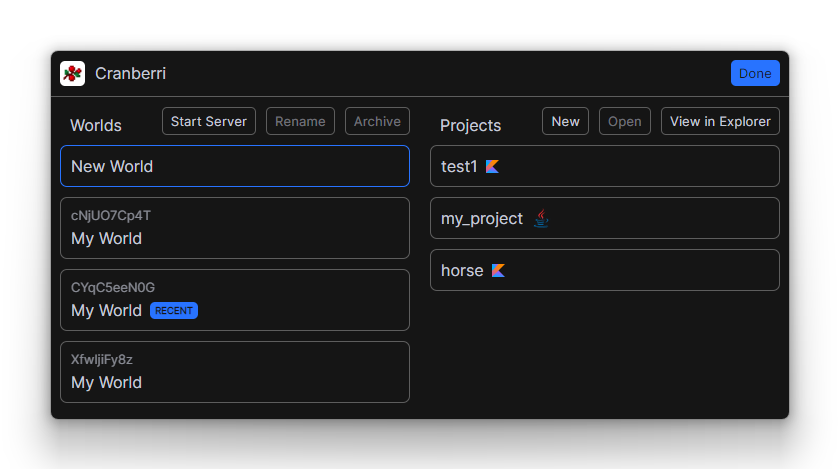 Cranberri
Done
Worlds
Start Server
Rename
Archive
New World
cNjUO7Cp4T
My World
CYqC5eeN0G
My World RECENT
XfwIjiFy8z
My World
Projects
New
Open
View in Explorer
test1
my_project
horse